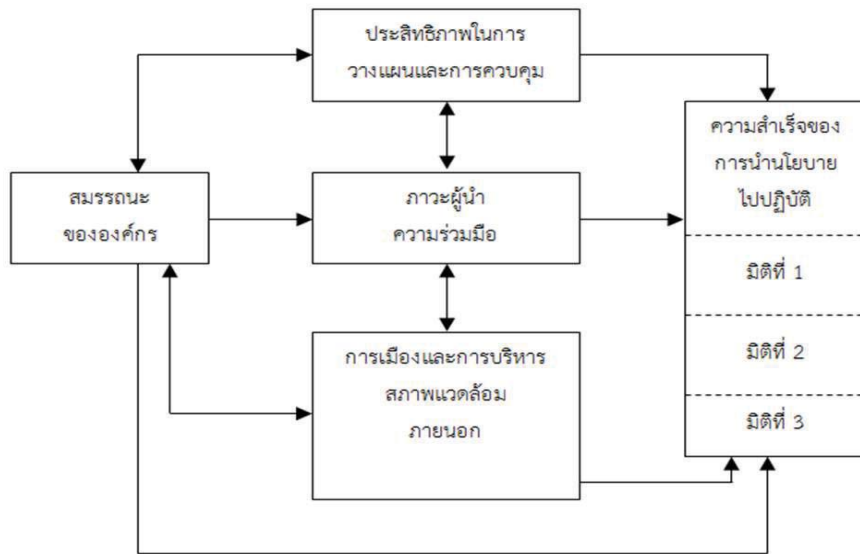 ประสิทธิภาพในการ
วางแผนและการควบคุม
สมรรถนะ
ขององค์กร
ภาวะผู้นำ
ความร่วมมือ
การเมืองและการบริหาร
สภาพแวดล้อม
ภายนอก
ความสำเร็จของ
การนำนโยบาย
ไปปฏิบัติ
มิติที่ 1
มิติที่ 2
มิติที่ 3